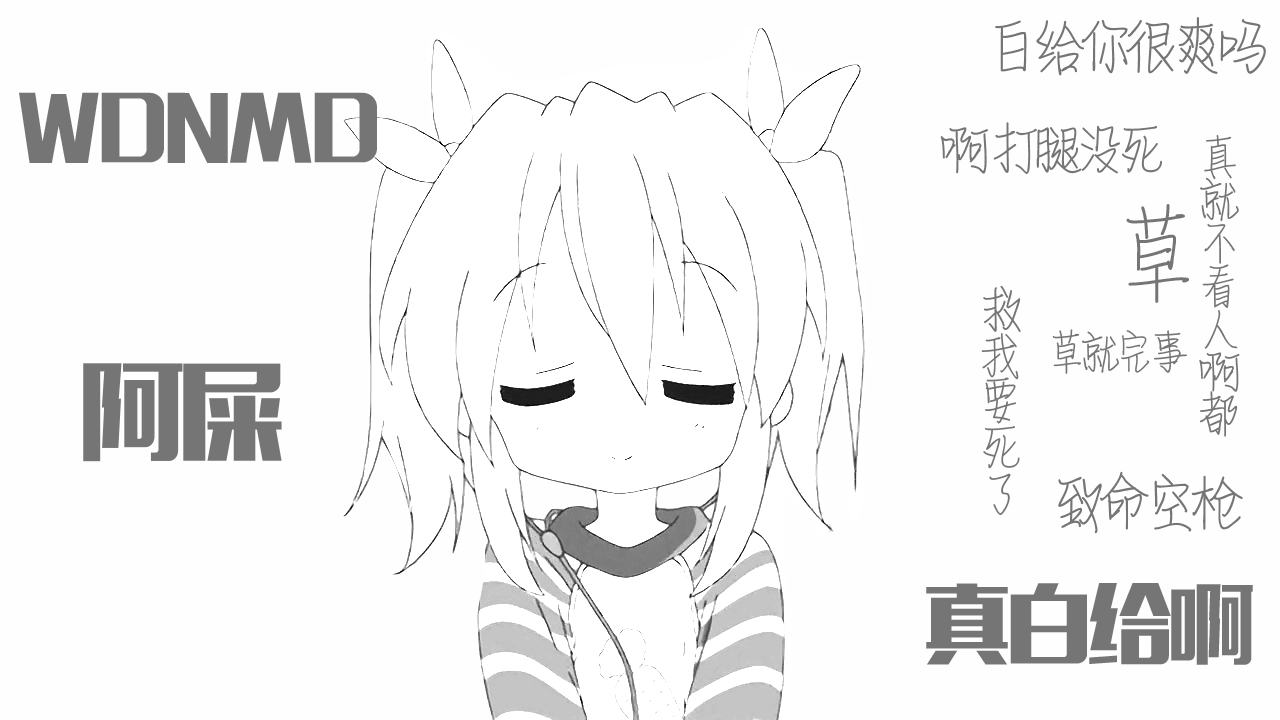 WDNMD
阿屎
白给你很爽吗
啊打腿没死
真就不看人啊都
草
救我要死了
草就完事
致命空枪
真白给啊